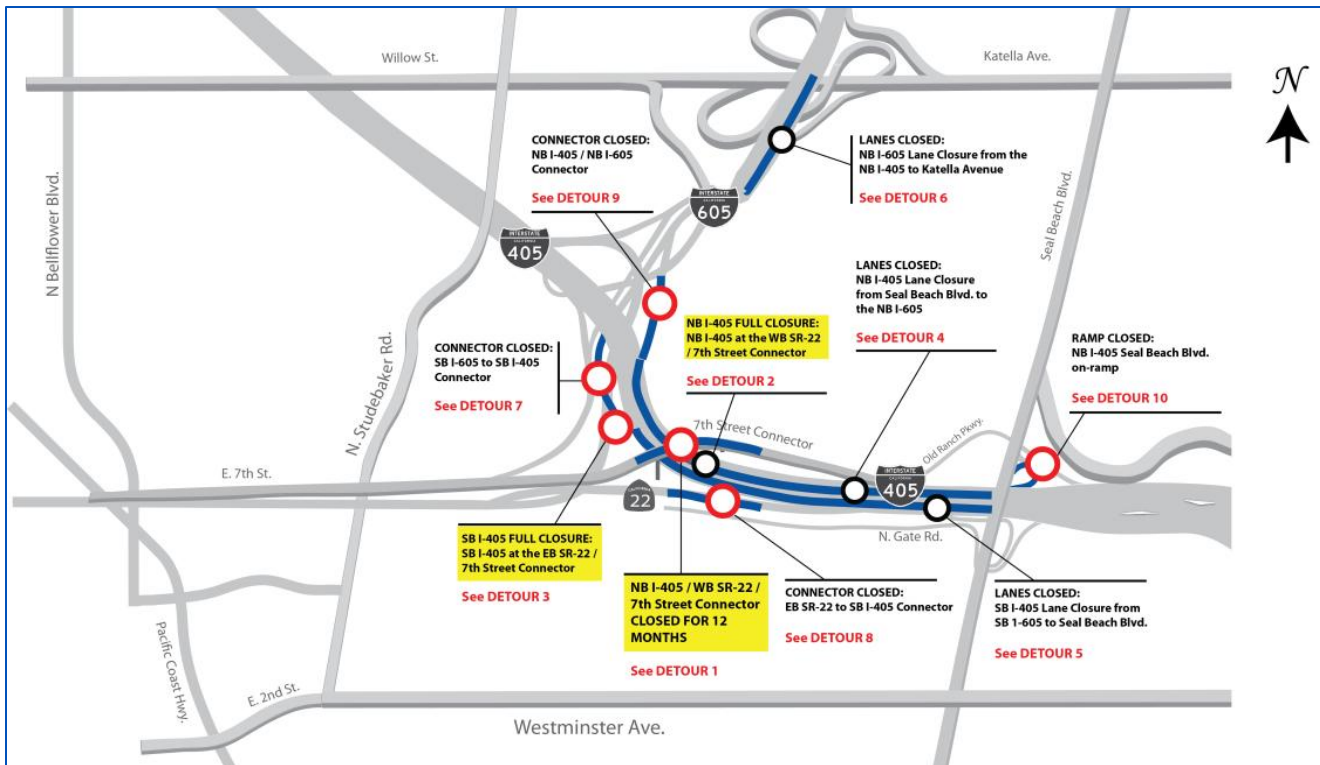 Willow St.
Katella Ave.
N
N Bellflower Blvd.
CONNECTOR CLOSED:
NB I-405 / NB I-605
Connector
See DETOUR 9
LANES CLOSED:
NB I-605 Lane Closure from the
NB I-405 to Katella Avenue
See DETOUR 6
INTERSTATE
CALIFORNIA
605
Seal Beach Blvd.
INTERSTATE
CALIFORNIA
405
LANES CLOSED:
NB I-405 Lane Closure
from Seal Beach Blvd. to
the NB I-605
See DETOUR 4
NB I-405 FULL CLOSURE:
NB I-405 at the WB SR-22
/ 7th Street Connector
See DETOUR 2
RAMP CLOSED:
NB I-405 Seal Beach Blvd.
on-ramp
See DETOUR 10
CONNECTOR CLOSED:
SB I-605 to SB I-405
Connector
See DETOUR 7
N. Studebaker Rd.
7th Street Connector
Old Ranch Pkwy.
E. 7th St.
INTERSTATE
CALIFORNIA
405
CALIFORNIA
22
N. Gate Rd.
SB I-405 FULL CLOSURE:
SB I-405 at the EB SR-22 /
7th Street Connector
See DETOUR 3
NB I-405 / WB SR-22 /
7th Street Connector
CLOSED FOR 12
MONTHS
See DETOUR 1
CONNECTOR CLOSED:
EB SR-22 to SB I-405 Connector
See DETOUR 8
LANES CLOSED:
SB I-405 Lane Closure from
SB 1-605 to Seal Beach Blvd.
See DETOUR 5
Pacific Coast Hwy.
E. 2nd St.
Westminster Ave.